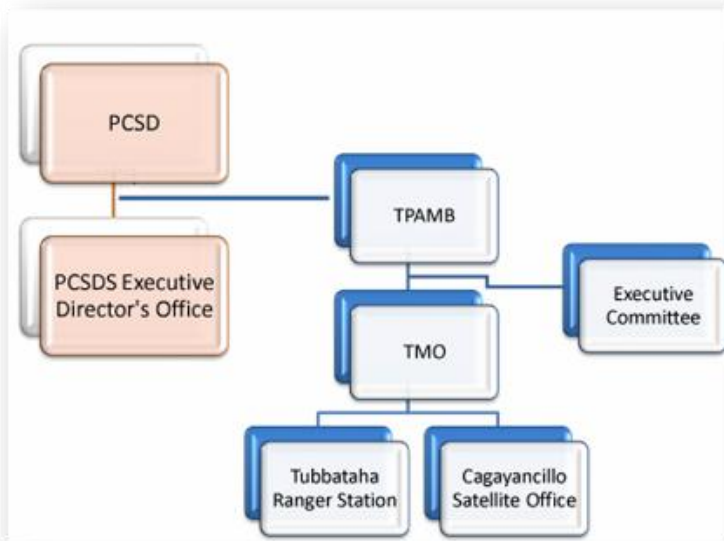 PCSD
TPAMB
PCSDS Executive
Director's Office
Executive
Committee
TMO
Tubbataha
Ranger Station
Cagayancillo
Satellite Office